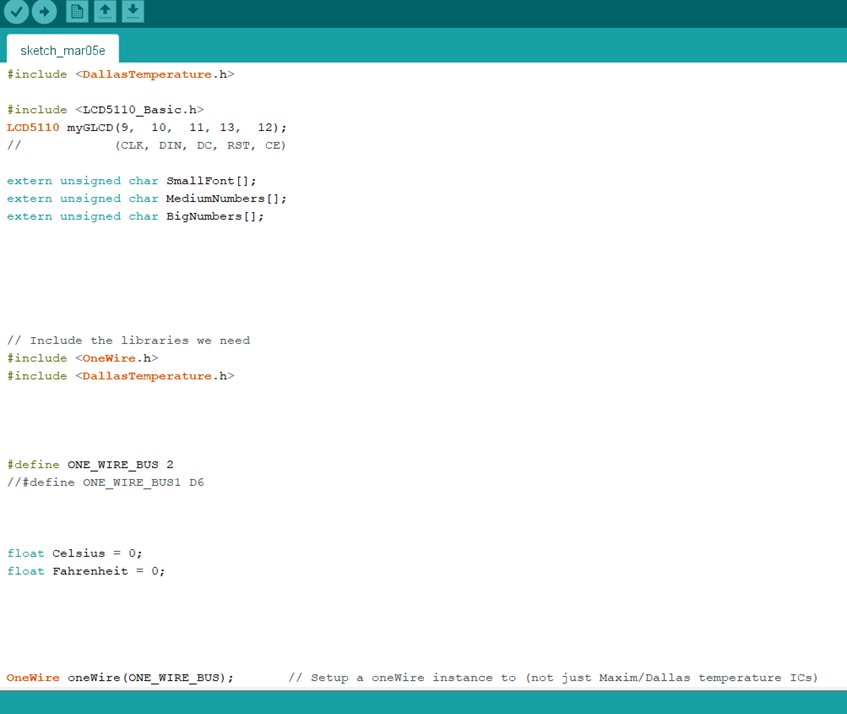 sketch_mar05e
#include <DallasTemperature.h>
#include <LCD5110_Basic.h>
LCD5110 myGLCD(9,  10,  11, 13,  12);
//            (CLK, DIN, DC, RST, CE)
extern unsigned char SmallFont[];
extern unsigned char MediumNumbers[];
extern unsigned char BigNumbers[];
// Include the libraries we need
#include <OneWire.h>
#include <DallasTemperature.h>
#define ONE_WIRE_BUS 2
//#define ONE_WIRE_BUS1 D6
float Celsius = 0;
float Fahrenheit = 0;
OneWire oneWire(ONE_WIRE_BUS);       // Setup a oneWire instance to (not just Maxim/Dallas temperature ICs)